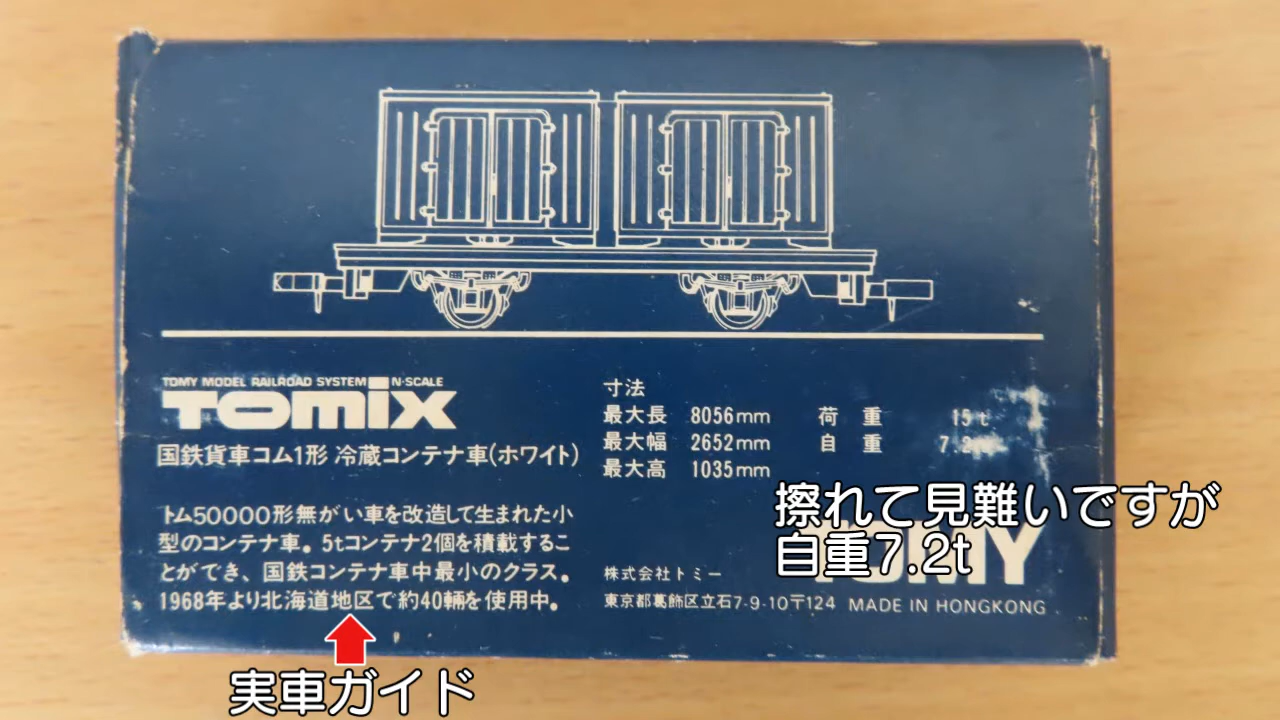 TOMY MODEL RAILROAD SYSTEM N·SCALE
TOMIX
国鉄貨車コム1形 冷蔵コンテナ車(ホワイト)
トム50000形無がい車を改造して生まれた小
型のコンテナ車。5tコンテナ2個を積載するこ
とができ、国鉄コンテナ車中最小のクラス。
1968年より北海道地区で約40輌を使用中。
寸法
最大長 8056mm 荷 重 15t
最大幅 2652mm 自 重 7.2
最大高 1035mm
擦れて見難いですが
自重7.2t
TOMY
株式会社トミー
東京都葛飾区立石7-9-10〒124 MADE IN HONGKONG
実車ガイド